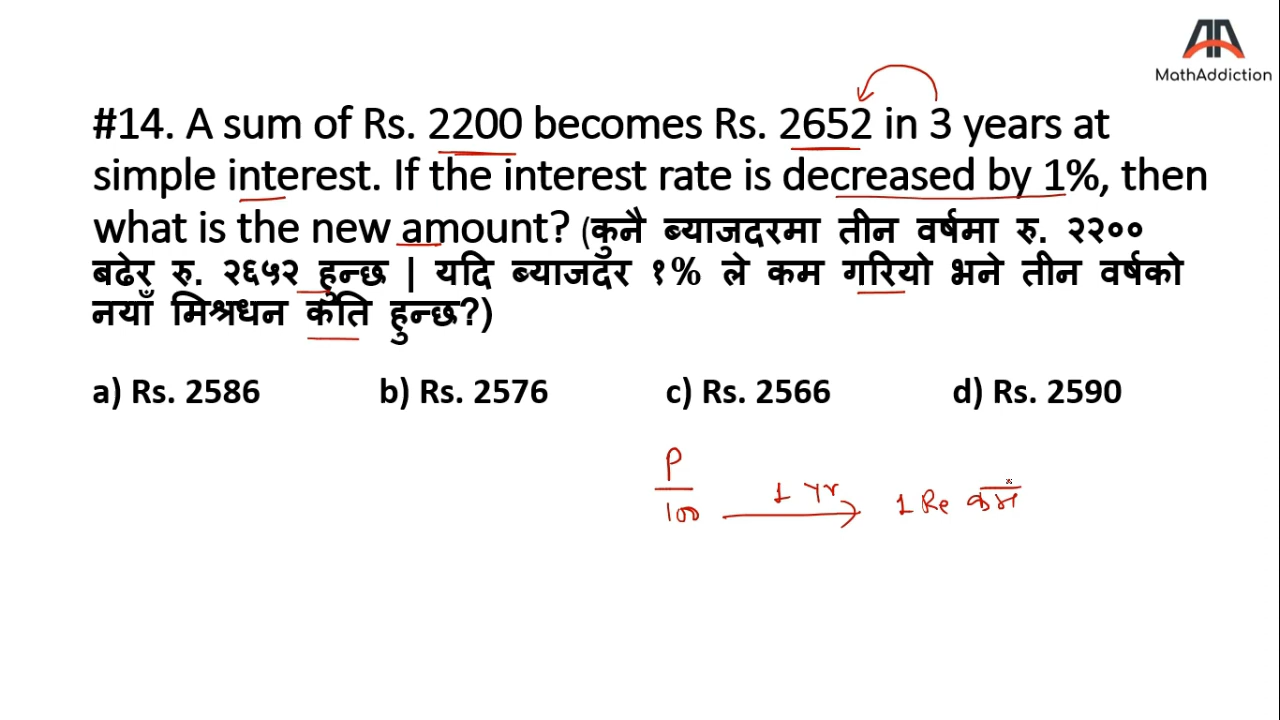 MathAddiction
#14. A sum of Rs. 2200 becomes Rs. 2652 in 3 years at
simple interest. If the interest rate is decreased by 1%, then
what is the new amount? (कुनै ब्याजदरमा तीन वर्षमा रु. २२००
बढेर रु. २६५२ हुन्छ | यदि ब्याजदर १% ले कम गरियो भने तीन वर्षको
नयाँ मिश्रधन कति हुन्छ?)
a) Rs. 2586 b) Rs. 2576 c) Rs. 2566 d) Rs. 2590
P
100 1 Yr 1 Re कम